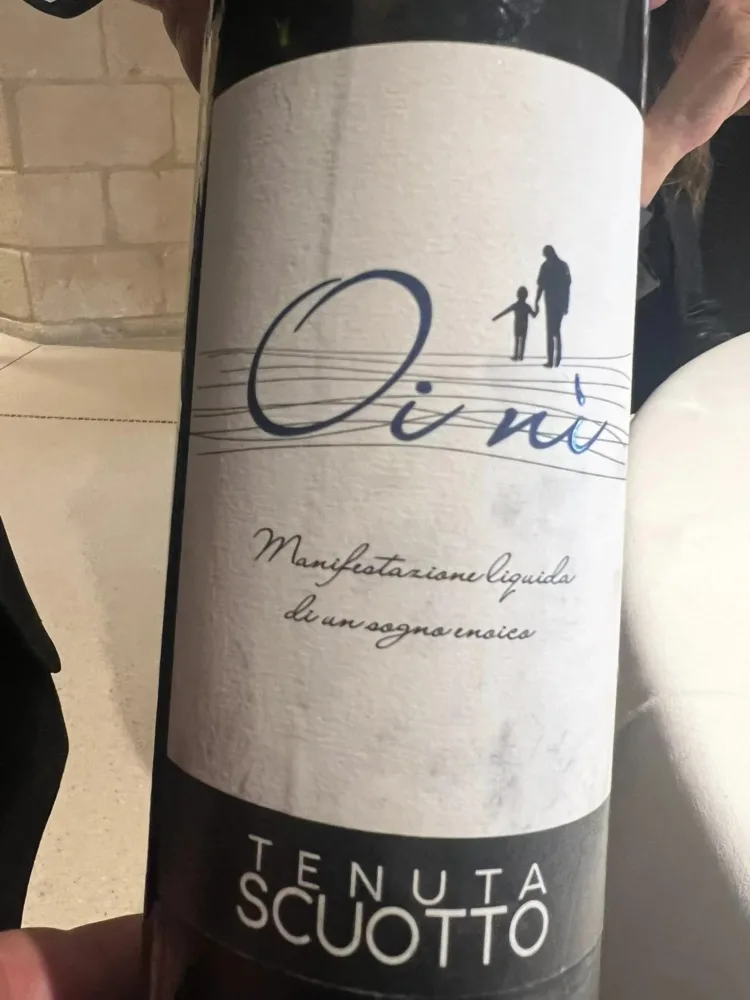 Oi nì
Manifestazione liquida
di un sogno enoico
TENUTA
SCUOTTO